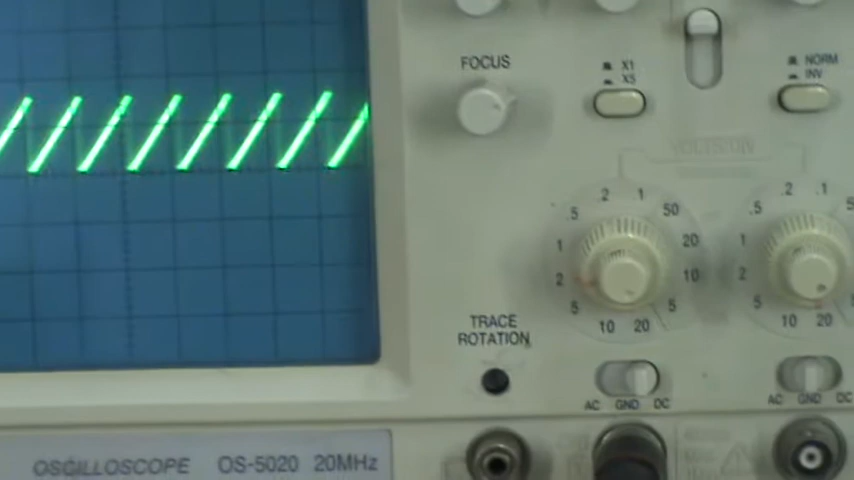 FOCUS
X1
X5
NORM
INV
VOLTS/DIV
.5 .2 .1 50 20 10 5
1 2 5 10 20
.5 .2 .1 5
1 2 5 10 20
TRACE
ROTATION
AC GND DC
AC GND DC
OSCILLOSCOPE OS-5020 20MHz